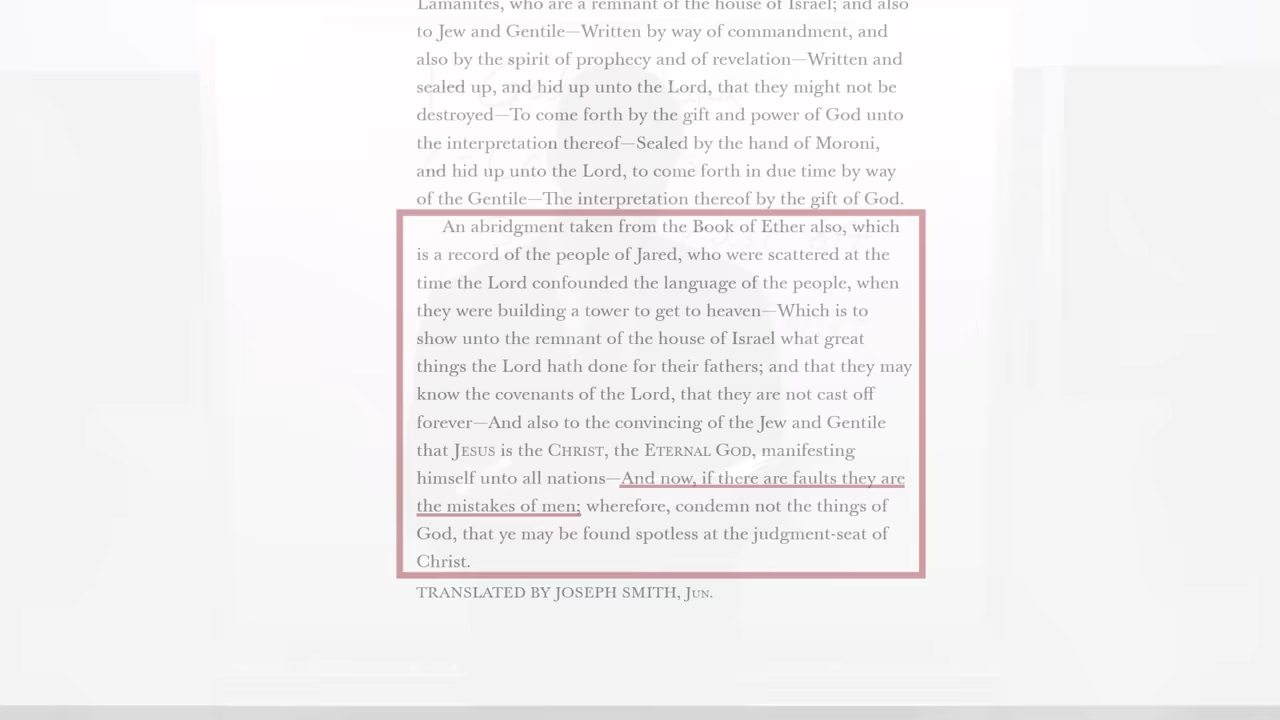 Lamanites, who are a remnant of the house of Israel; and also
to Jew and Gentile—Written by way of commandment, and
also by the spirit of prophecy and of revelation—Written and
sealed up, and hid up unto the Lord, that they might not be
destroyed—To come forth by the gift and power of God unto
the interpretation thereof—Sealed by the hand of Moroni,
and hid up unto the Lord, to come forth in due time by way
of the Gentile—The interpretation thereof by the gift of God.
An abridgment taken from the Book of Ether also, which
is a record of the people of Jared, who were scattered at the
time the Lord confounded the language of the people, when
they were building a tower to get to heaven—Which is to
show unto the remnant of the house of Israel what great
things the Lord hath done for their fathers; and that they may
know the covenants of the Lord, that they are not cast off
forever—And also to the convincing of the Jew and Gentile
that JESUS is the CHRIST, the ETERNAL GOD, manifesting
himself unto all nations—And now, if there are faults they are
the mistakes of men; wherefore, condemn not the things of
God, that ye may be found spotless at the judgment-seat of
Christ.
TRANSLATED BY JOSEPH SMITH, JUN.